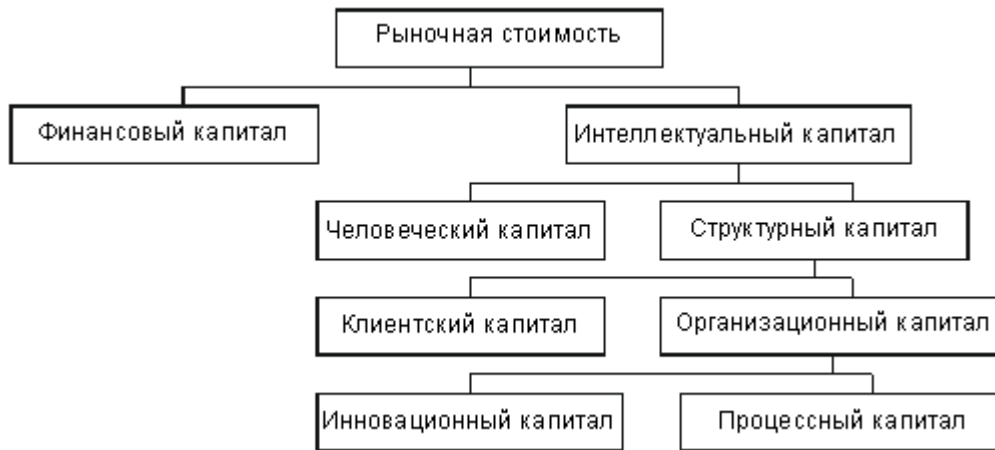 Рыночная стоимость
Финансовый капитал
Интеллектуальный капитал
Человеческий капитал
Структурный капитал
Клиентский капитал
Организационный капитал
Инновационный капитал
Процессный капитал